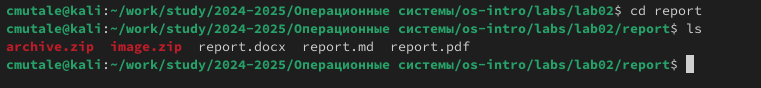 cmutale@kali:~/work/study/2024-2025/Операционные системы/os-intro/labs/lab02$ cd report
cmutale@kali:~/work/study/2024-2025/Операционные системы/os-intro/labs/lab02/report$ ls
archive.zip  image.zip  report.docx  report.md  report.pdf
cmutale@kali:~/work/study/2024-2025/Операционные системы/os-intro/labs/lab02/report$